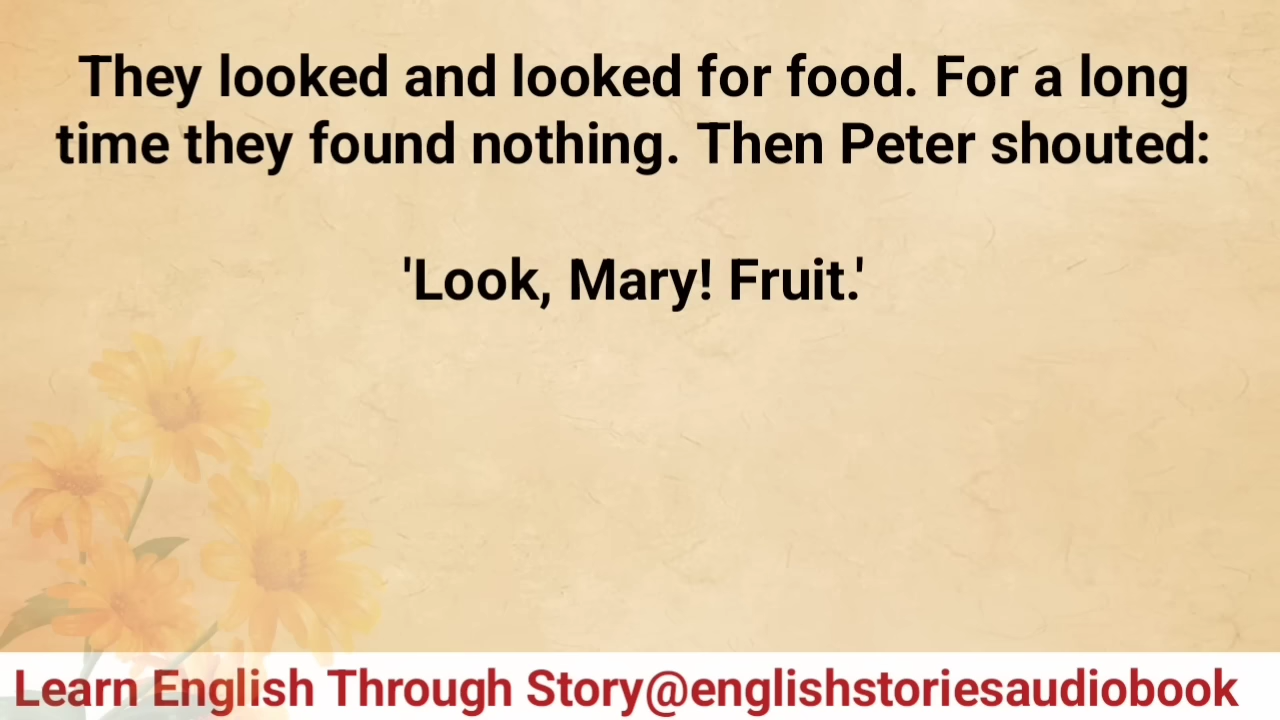 They looked and looked for food. For a long
time they found nothing. Then Peter shouted:
'Look, Mary! Fruit.'
Learn English Through Story@englishstoriesaudiobook